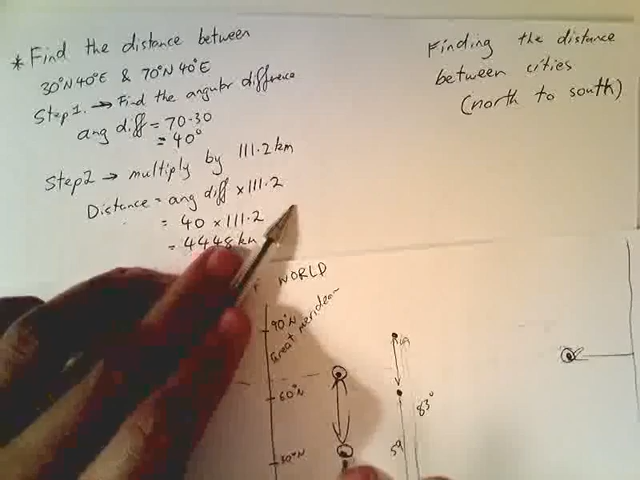 * Find the distance between
30°N 40°E & 70°N 40°E
Step 1. → Find the angular difference
ang diff = 70-30
= 40°
Step 2 → multiply by 111.2 km
Distance = ang diff × 111.2
= 40 × 111.2
= 4448 km
Finding the distance
between cities
(north to south)
WORLD
90°N
Great meridean
60°N
30°N
83°
59